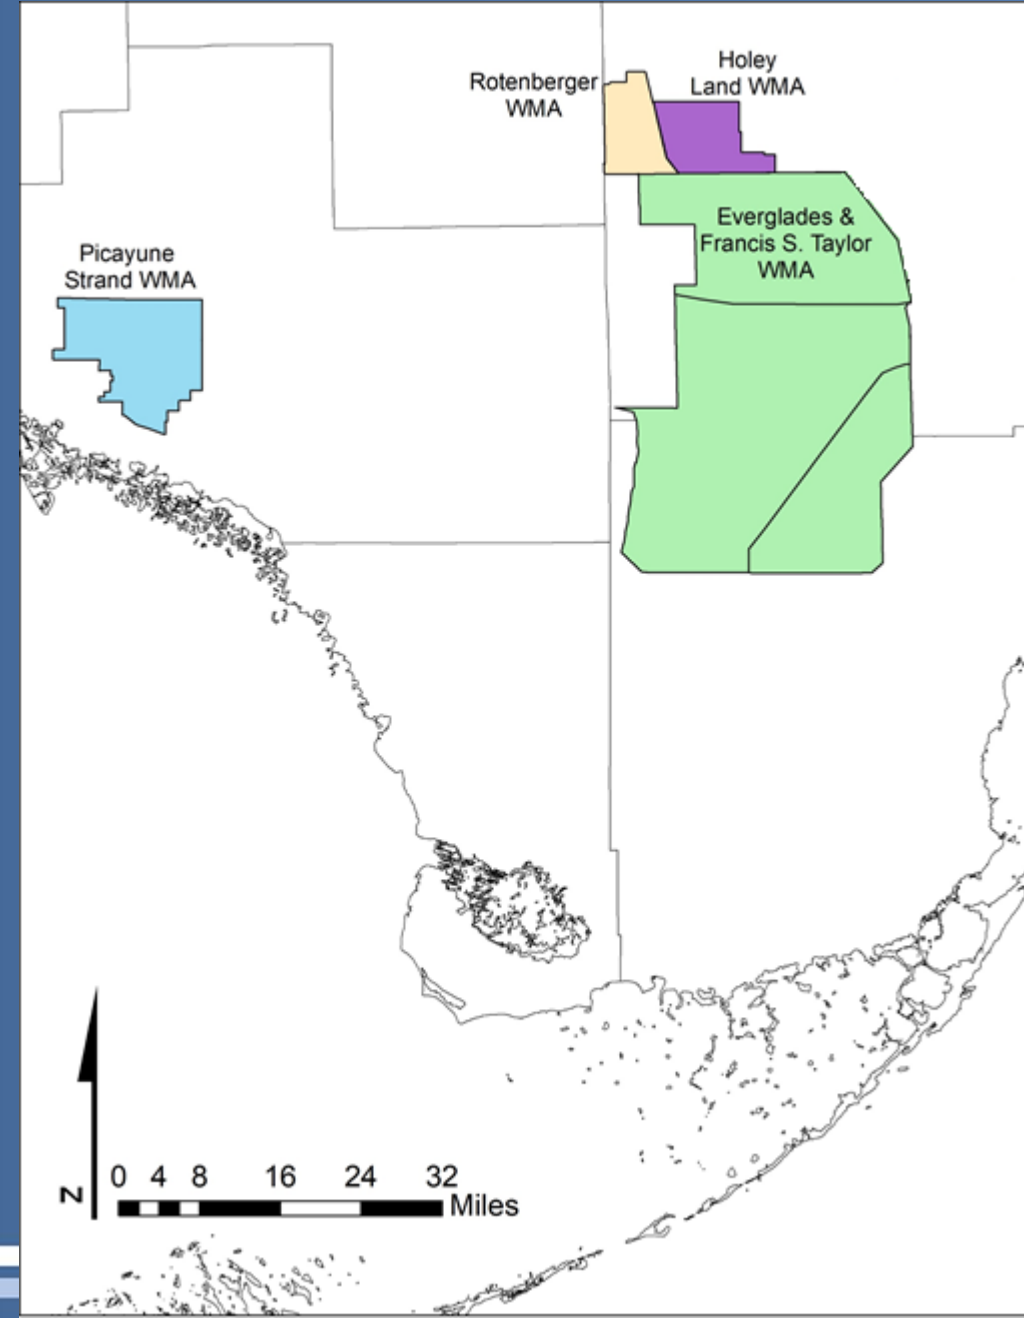 Holey
Land WMA
Rotenberger
WMA
Everglades &
Francis S. Taylor
WMA
Picayune
Strand WMA
0 4 8 16 24 32
Miles
N